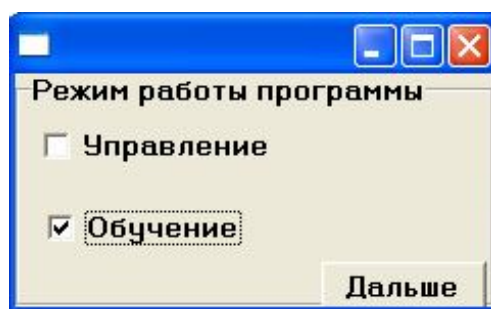 Режим работы программы
Управление
Обучение
Дальше